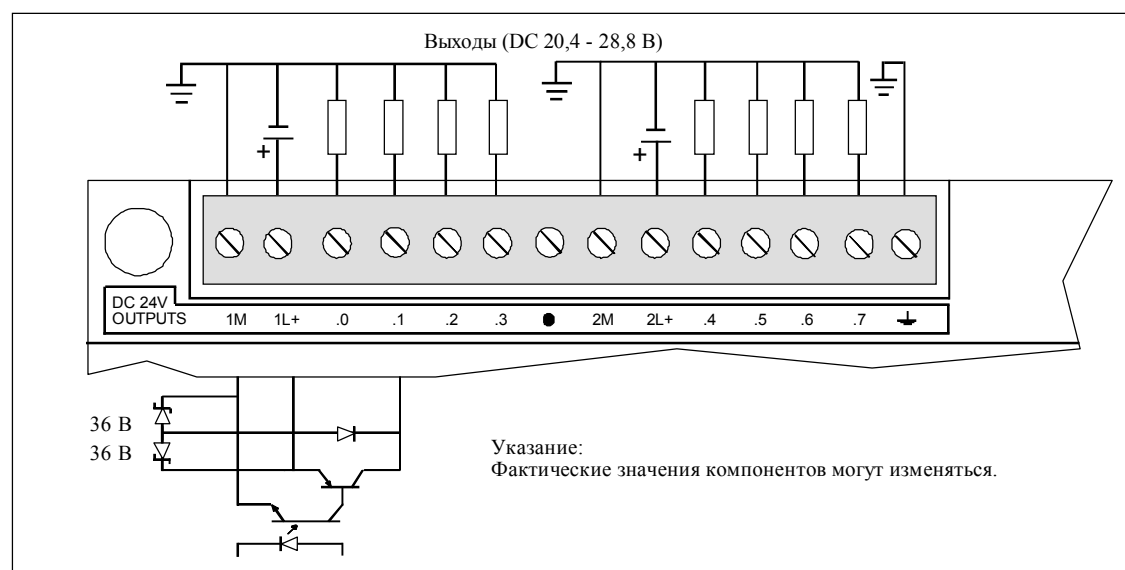 Выходы (DC 20,4 - 28,8 В)
+
+
DC 24V
OUTPUTS
1M 1L+ .0 .1 .2 .3 ● 2M 2L+ .4 .5 .6 .7
36 В
36 В
Указание:
Фактические значения компонентов могут изменяться.